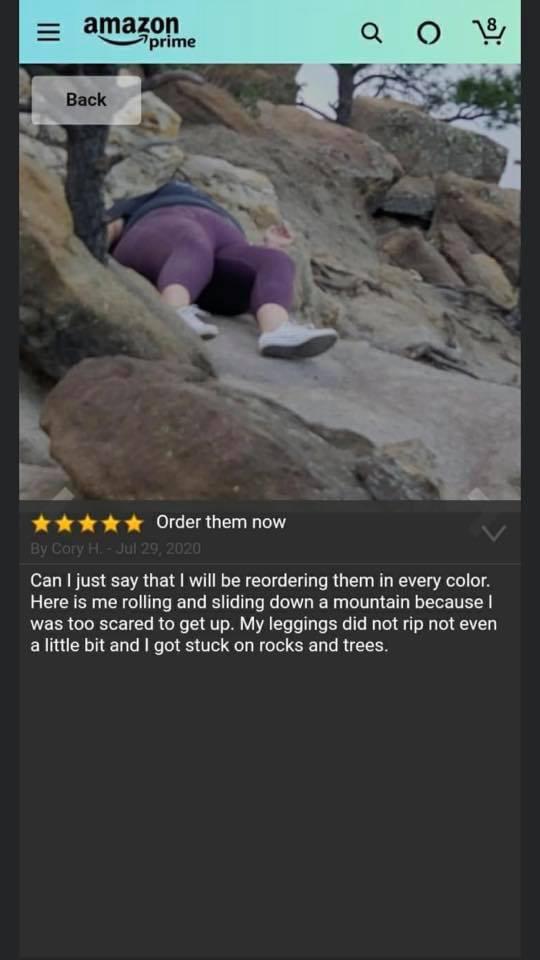 amazon
prime
8
Back
Order them now
By Cory H. - Jul 29, 2020
Can I just say that I will be reordering them in every color.
Here is me rolling and sliding down a mountain because I
was too scared to get up. My leggings did not rip not even
a little bit and I got stuck on rocks and trees.